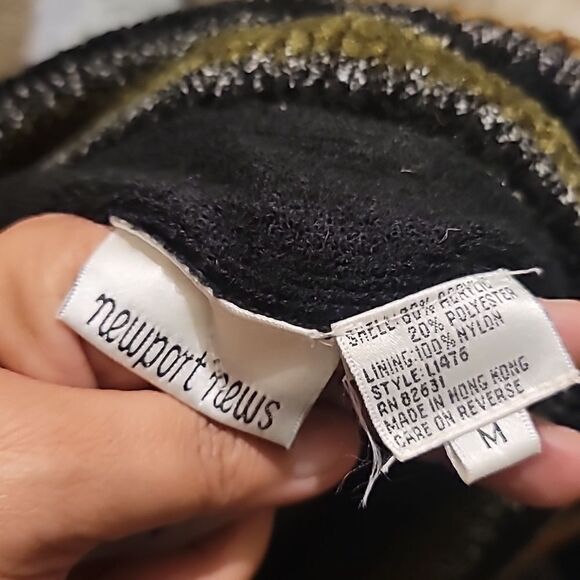 newport news
SHELL: 80% ACRYLIC
20% POLYESTER
LINING: 100% NYLON
STYLE: L1476
RN 82631
MADE IN HONG KONG
CARE ON REVERSE
M